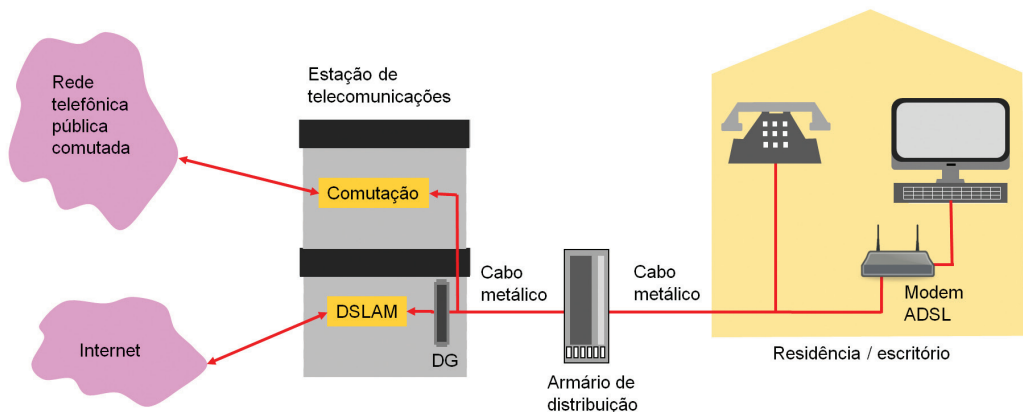 Rede
telefônica
pública
comutada
Estação de
telecomunicações
Comutação
DSLAM
DG
Internet
Cabo
metálico
Armário de
distribuição
Cabo
metálico
Modem
ADSL
Residência / escritório